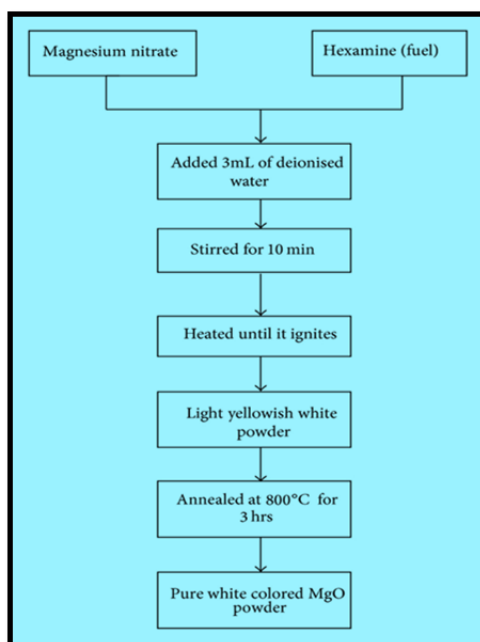 Magnesium nitrate
Hexamine (fuel)
Added 3mL of deionised
water
Stirred for 10 min
Heated until it ignites
Light yellowish white
powder
Annealed at 800°C for
3 hrs
Pure white colored MgO
powder